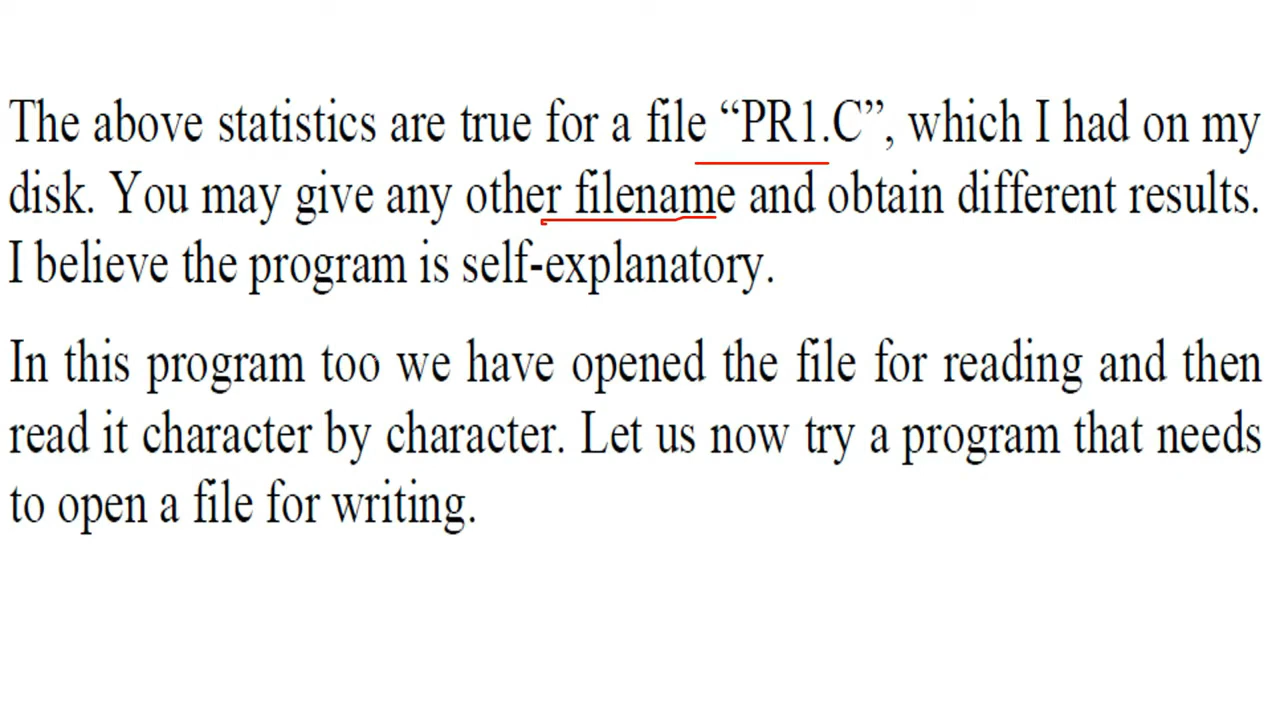 The above statistics are true for a file “PR1.C”, which I had on my
disk. You may give any other filename and obtain different results.
I believe the program is self-explanatory.
In this program too we have opened the file for reading and then
read it character by character. Let us now try a program that needs
to open a file for writing.